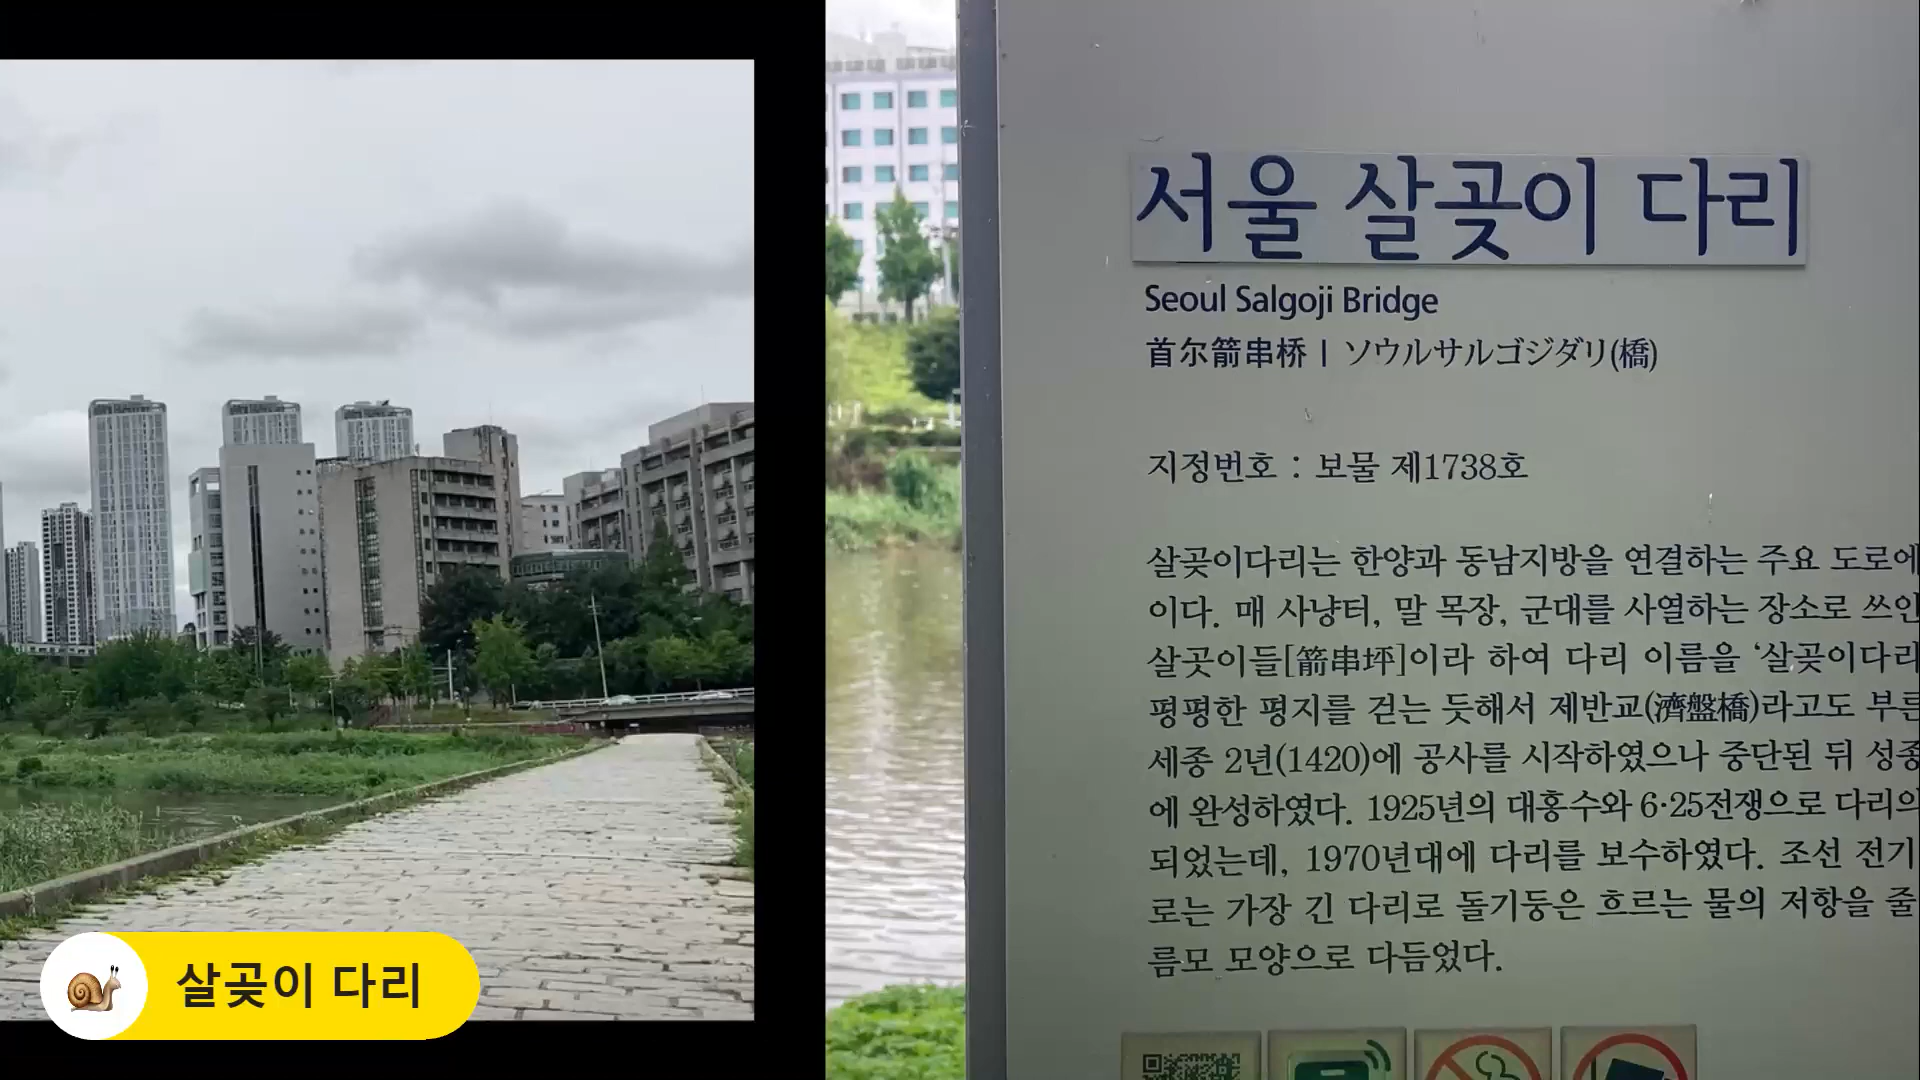 서울 살곶이 다리
Seoul Salgoji Bridge
首尔箭串桥 | ソウルサルゴジダリ(橋)
지정번호 : 보물 제1738호
살곶이다리는 한양과 동남지방을 연결하는 주요 도로에
이다. 매 사냥터, 말 목장, 군대를 사열하는 장소로 쓰인
살곳이들[箭串坪]이라 하여 다리 이름을 ‘살곶이다리
평평한 평지를 걷는 듯해서 제반교(濟盤橋)라고도 부른
세종 2년(1420)에 공사를 시작하였으나 중단된 뒤 성종
에 완성하였다. 1925년의 대홍수와 6·25전쟁으로 다리의
되었는데, 1970년대에 다리를 보수하였다. 조선 전기
로는 가장 긴 다리로 돌기둥은 흐르는 물의 저항을 줄
름모 모양으로 다듬었다.
살곶이 다리